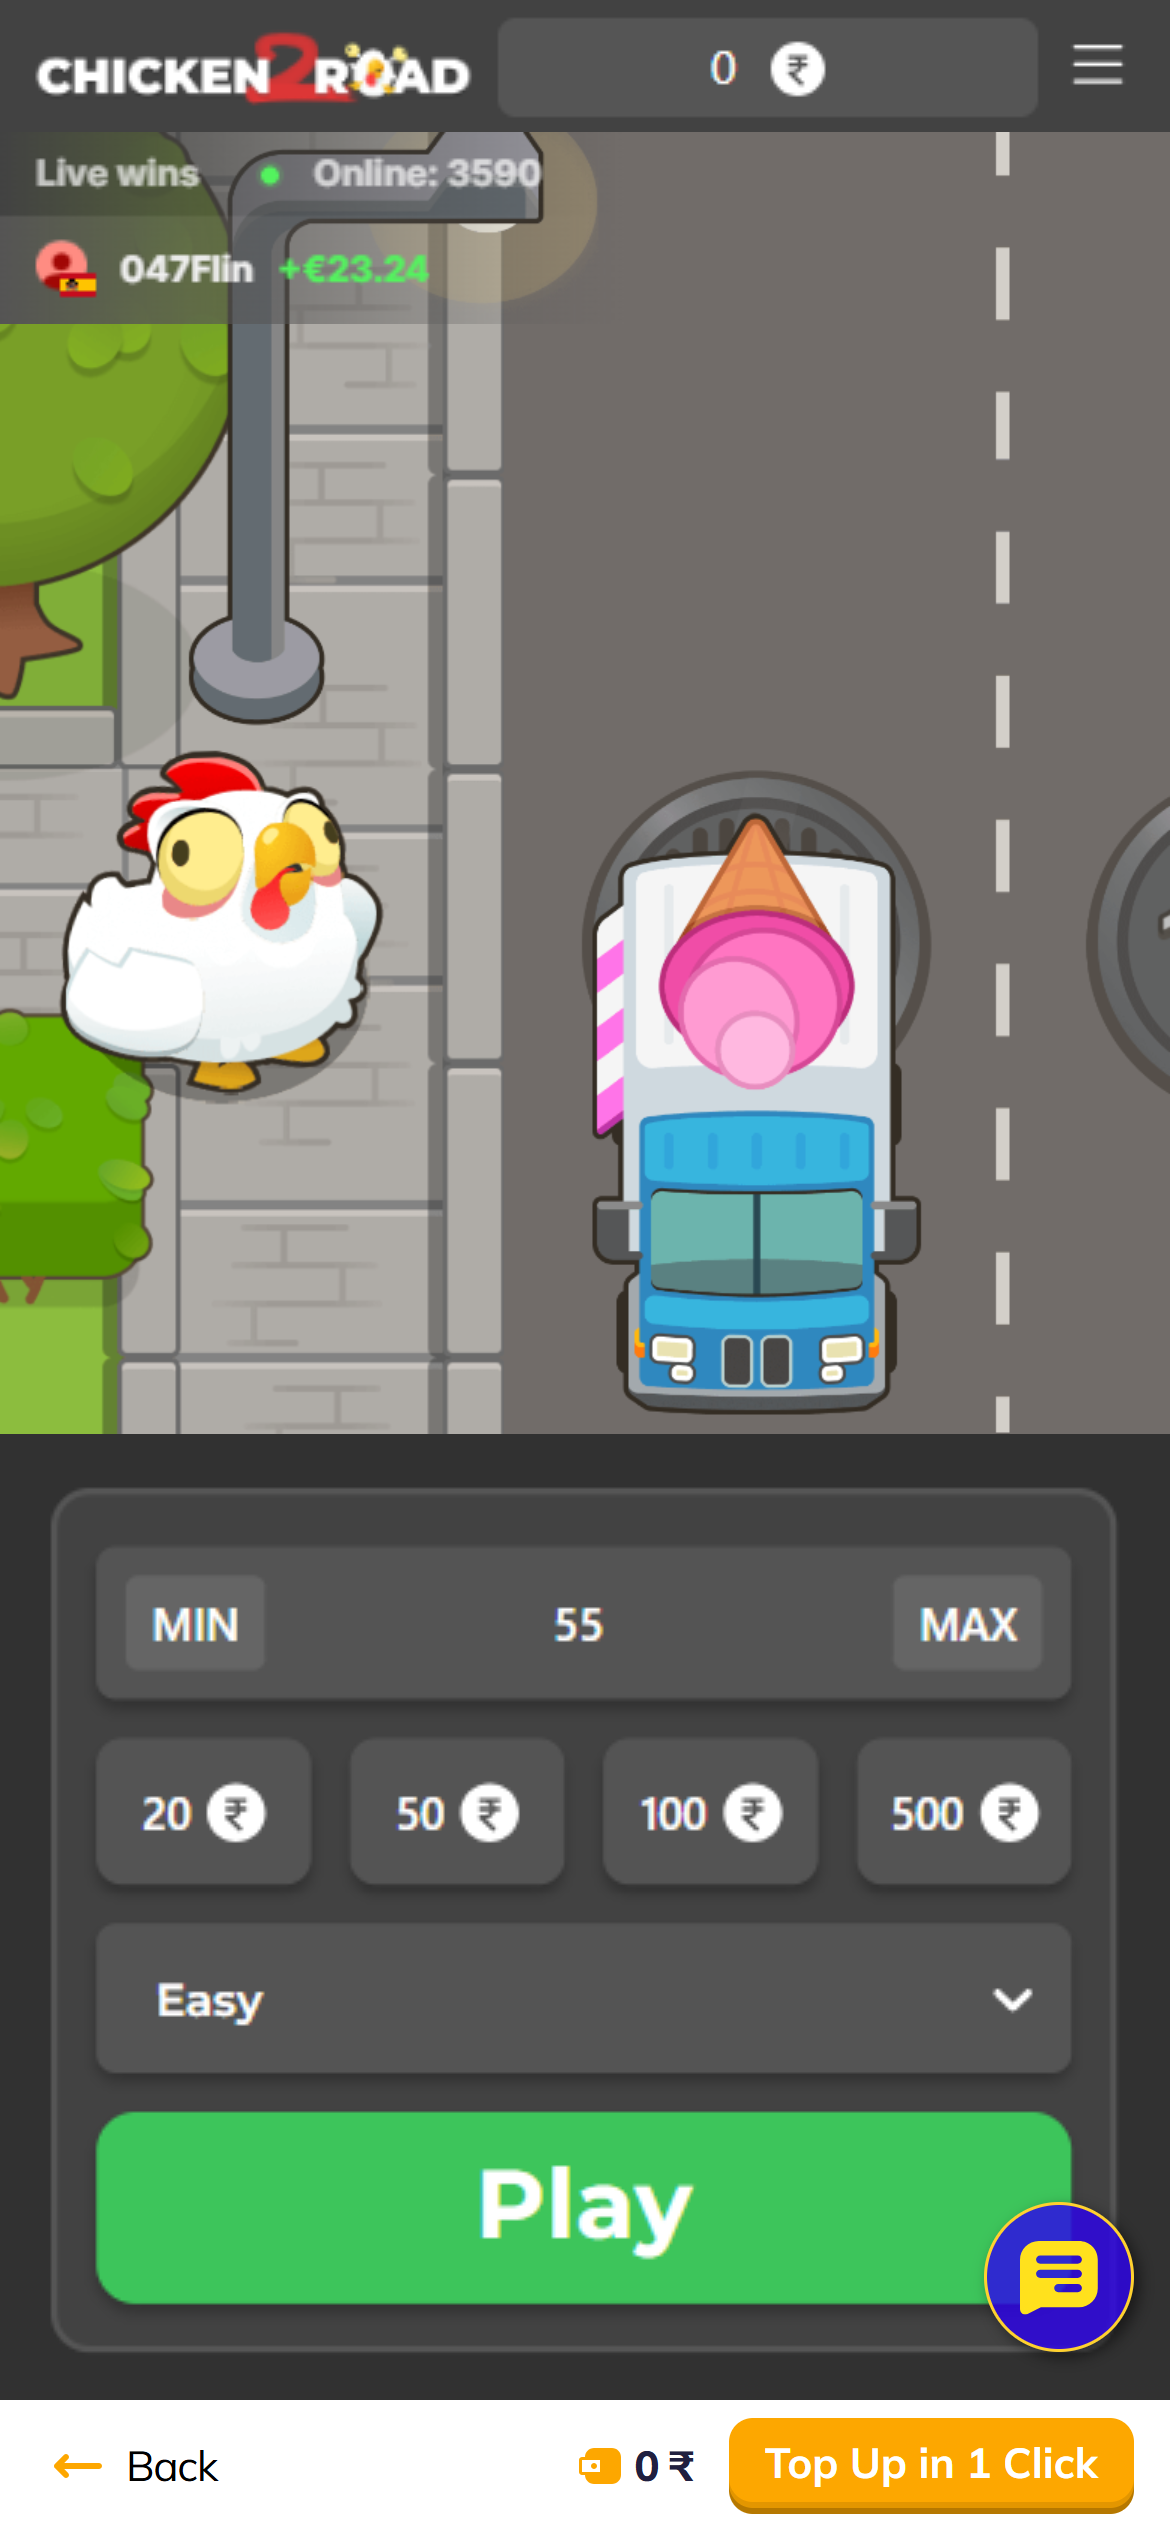 CHICKEN 2 ROAD
0 ₹
Live wins Online: 3590
047Flin +€23.24
MIN 55 MAX
20 ₹ 50 ₹ 100 ₹ 500 ₹
Easy
Play
Back 0 ₹ Top Up in 1 Click